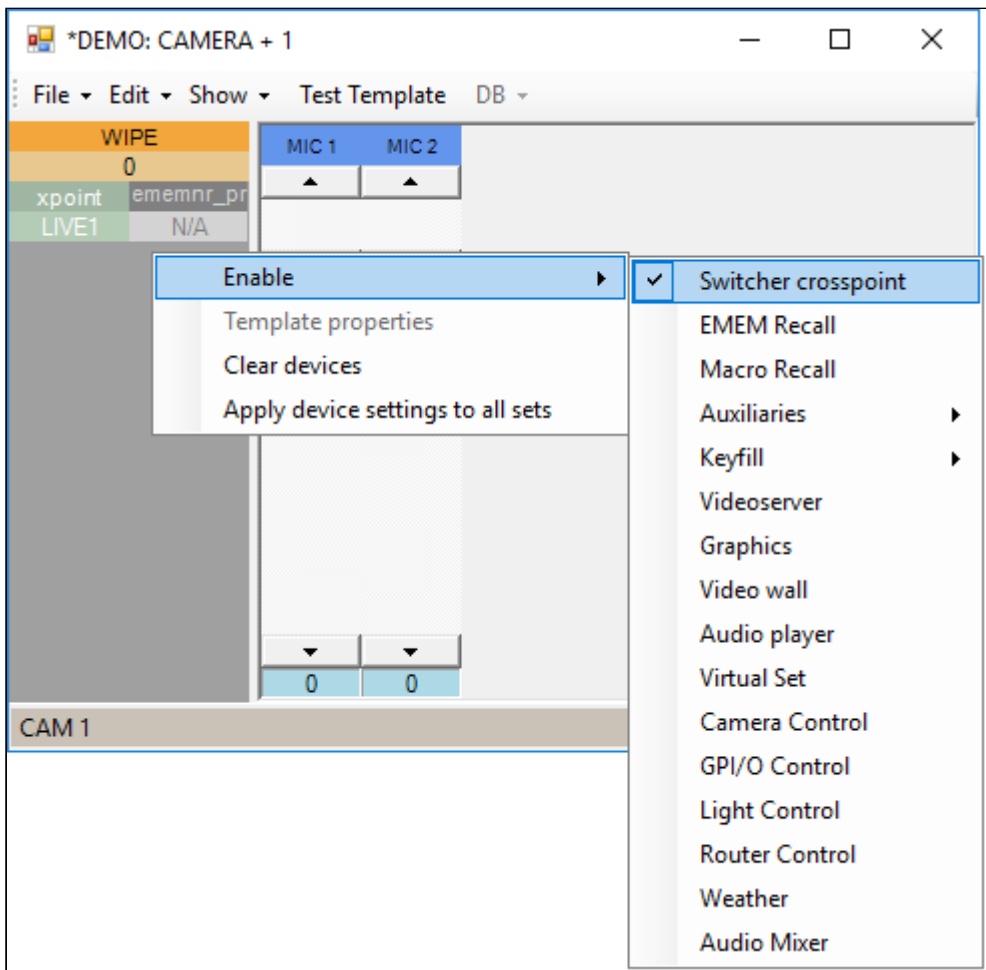 *DEMO: CAMERA + 1
File Edit Show Test Template DB
WIPE
0
xpoint ememnr_pr
LIVE1 N/A
MIC 1 MIC 2
Enable
Template properties
Clear devices
Apply device settings to all sets
Switcher crosspoint
EMEM Recall
Macro Recall
Auxiliaries
Keyfill
Videoserver
Graphics
Video wall
Audio player
Virtual Set
Camera Control
GPI/O Control
Light Control
Router Control
Weather
Audio Mixer
0 0
CAM 1